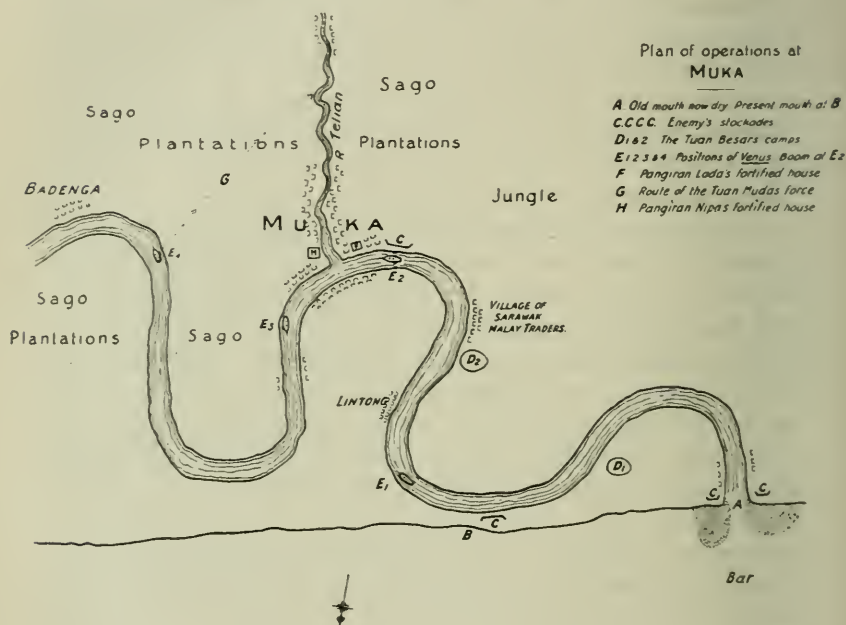 Plan of operations at
MUKA
A. Old mouth now dry Present mouth at B
C.C.C.C. Enemy's stockades
D1&2 The Tuan Besars camps
E1 2 3 & 4 Positions of Venus Boom at E2
F Pangiran Loda's fortified house
G Route of the Tuan Mudas force
H Pangiran Nipas fortified house
Sago
Sago
R. Telian
Plantations
Plantations
G
Jungle
BADENGA
MUKA
C
H
F
E4
E2
Sago
Plantations
Sago
E3
VILLAGE OF
SARAWAK
MALAY TRADERS.
D2
LINTONG
E1
D1
C
C
A
C
B
Bar